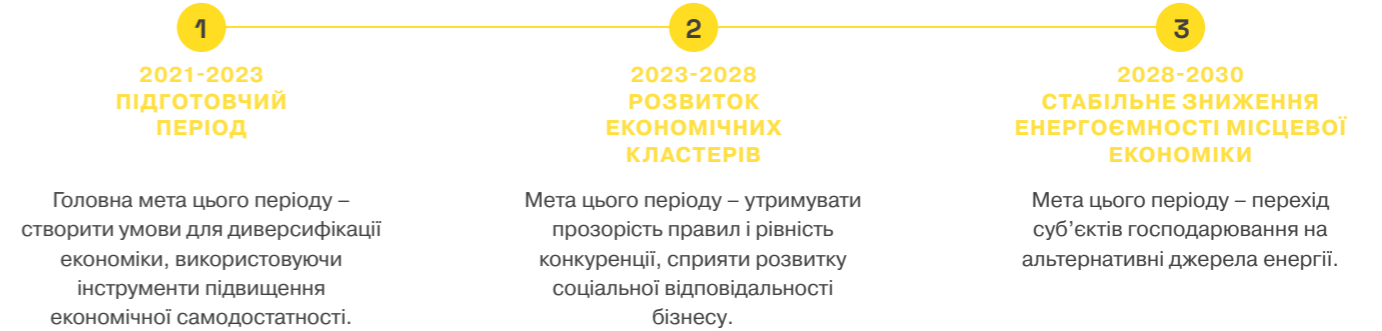 1
2021-2023
ПІДГОТОВЧИЙ
ПЕРІОД
Головна мета цього періоду –
створити умови для диверсифікації
економіки, використовуючи
інструменти підвищення
економічної самодостатності.
2
2023-2028
РОЗВИТОК
ЕКОНОМІЧНИХ
КЛАСТЕРІВ
Мета цього періоду – утримувати
прозорість правил і рівність
конкуренції, сприяти розвитку
соціальної відповідальності
бізнесу.
3
2028-2030
СТАБІЛЬНЕ ЗНИЖЕННЯ
ЕНЕРГОЄМНОСТІ МІСЦЕВОЇ
ЕКОНОМІКИ
Мета цього періоду – перехід
суб’єктів господарювання на
альтернативні джерела енергії.